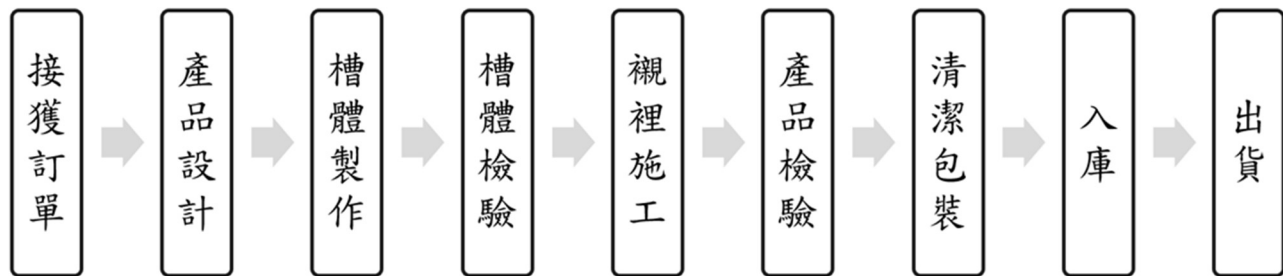 接獲訂單
產品設計
槽體製作
槽體檢驗
襯裡施工
產品檢驗
清潔包裝
入庫
出貨